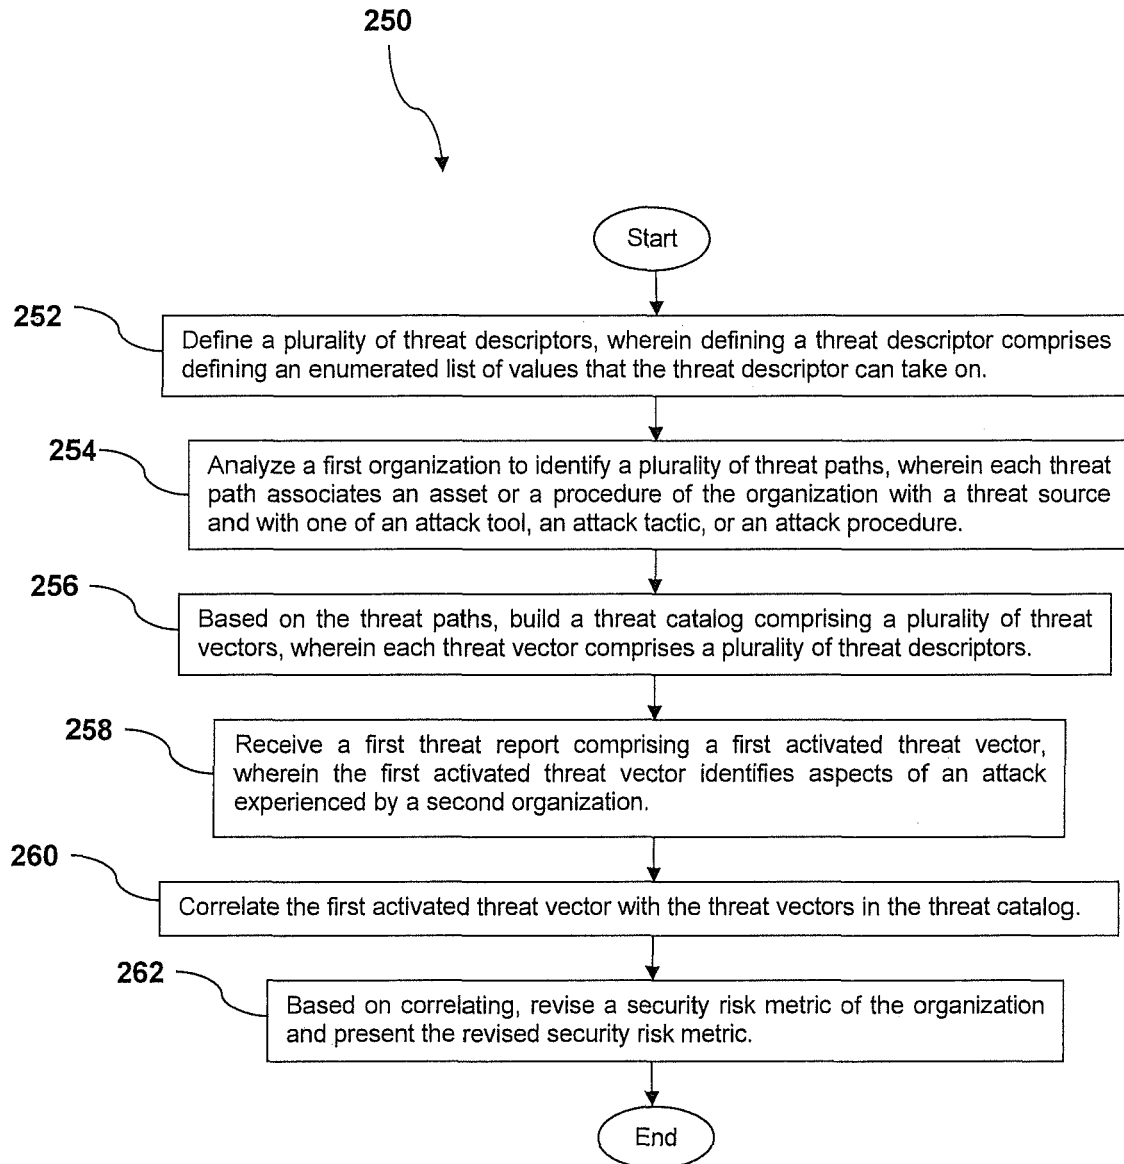 250
Start
252
Define a plurality of threat descriptors, wherein defining a threat descriptor comprises
defining an enumerated list of values that the threat descriptor can take on.
254
Analyze a first organization to identify a plurality of threat paths, wherein each threat
path associates an asset or a procedure of the organization with a threat source
and with one of an attack tool, an attack tactic, or an attack procedure.
256
Based on the threat paths, build a threat catalog comprising a plurality of threat
vectors, wherein each threat vector comprises a plurality of threat descriptors.
258
Receive a first threat report comprising a first activated threat vector,
wherein the first activated threat vector identifies aspects of an attack
experienced by a second organization.
260
Correlate the first activated threat vector with the threat vectors in the threat catalog.
262
Based on correlating, revise a security risk metric of the organization
and present the revised security risk metric.
End